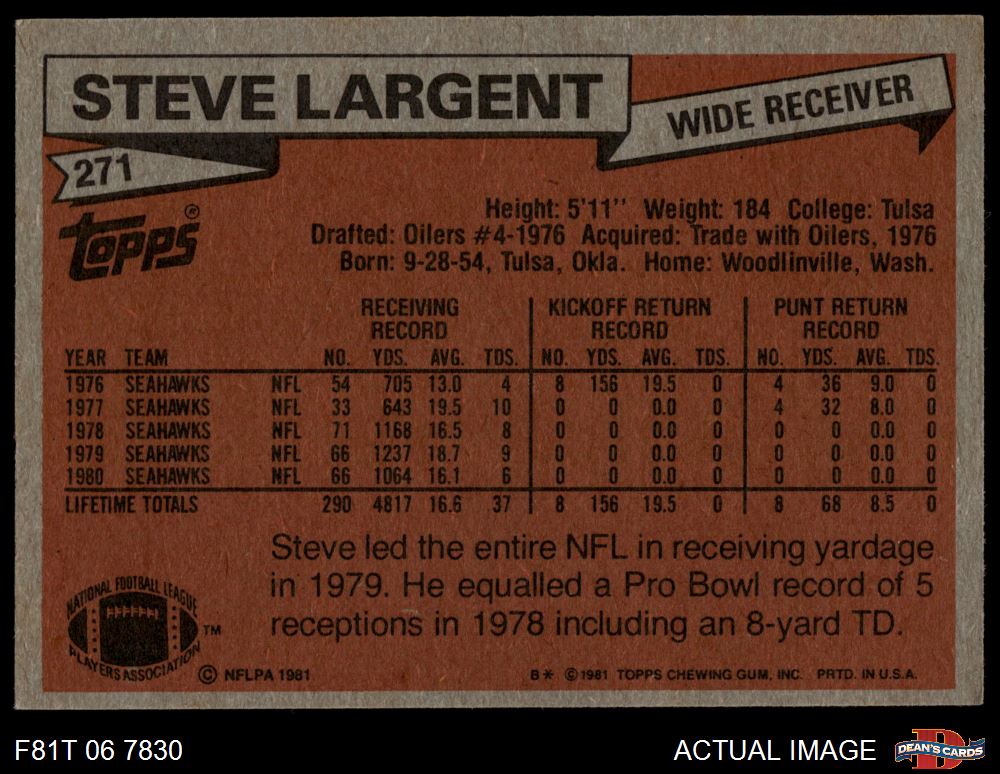 STEVE LARGENT
WIDE RECEIVER
271
topps®
Height: 5'11'' Weight: 184 College: Tulsa
Drafted: Oilers #4-1976 Acquired: Trade with Oilers, 1976
Born: 9-28-54, Tulsa, Okla. Home: Woodlinville, Wash.
RECEIVING RECORD KICKOFF RETURN RECORD PUNT RETURN RECORD
YEAR TEAM NO. YDS. AVG. TDS. NO. YDS. AVG. TDS. NO. YDS. AVG. TDS.
1976 SEAHAWKS NFL 54 705 13.0 4 8 156 19.5 0 4 36 9.0 0
1977 SEAHAWKS NFL 33 643 19.5 10 0 0 0.0 0 4 32 8.0 0
1978 SEAHAWKS NFL 71 1168 16.5 8 0 0 0.0 0 0 0 0.0 0
1979 SEAHAWKS NFL 66 1237 18.7 9 0 0 0.0 0 0 0 0.0 0
1980 SEAHAWKS NFL 66 1064 16.1 6 0 0 0.0 0 0 0 0.0 0
LIFETIME TOTALS 290 4817 16.6 37 8 156 19.5 0 8 68 8.5 0
Steve led the entire NFL in receiving yardage
in 1979. He equalled a Pro Bowl record of 5
receptions in 1978 including an 8-yard TD.
NATIONAL FOOTBALL LEAGUE
PLAYERS ASSOCIATION
TM
© NFLPA 1981
B* © 1981 TOPPS CHEWING GUM, INC. PRTD. IN U.S.A.
F81T 06 7830
ACTUAL IMAGE
D
DEAN'S CARDS